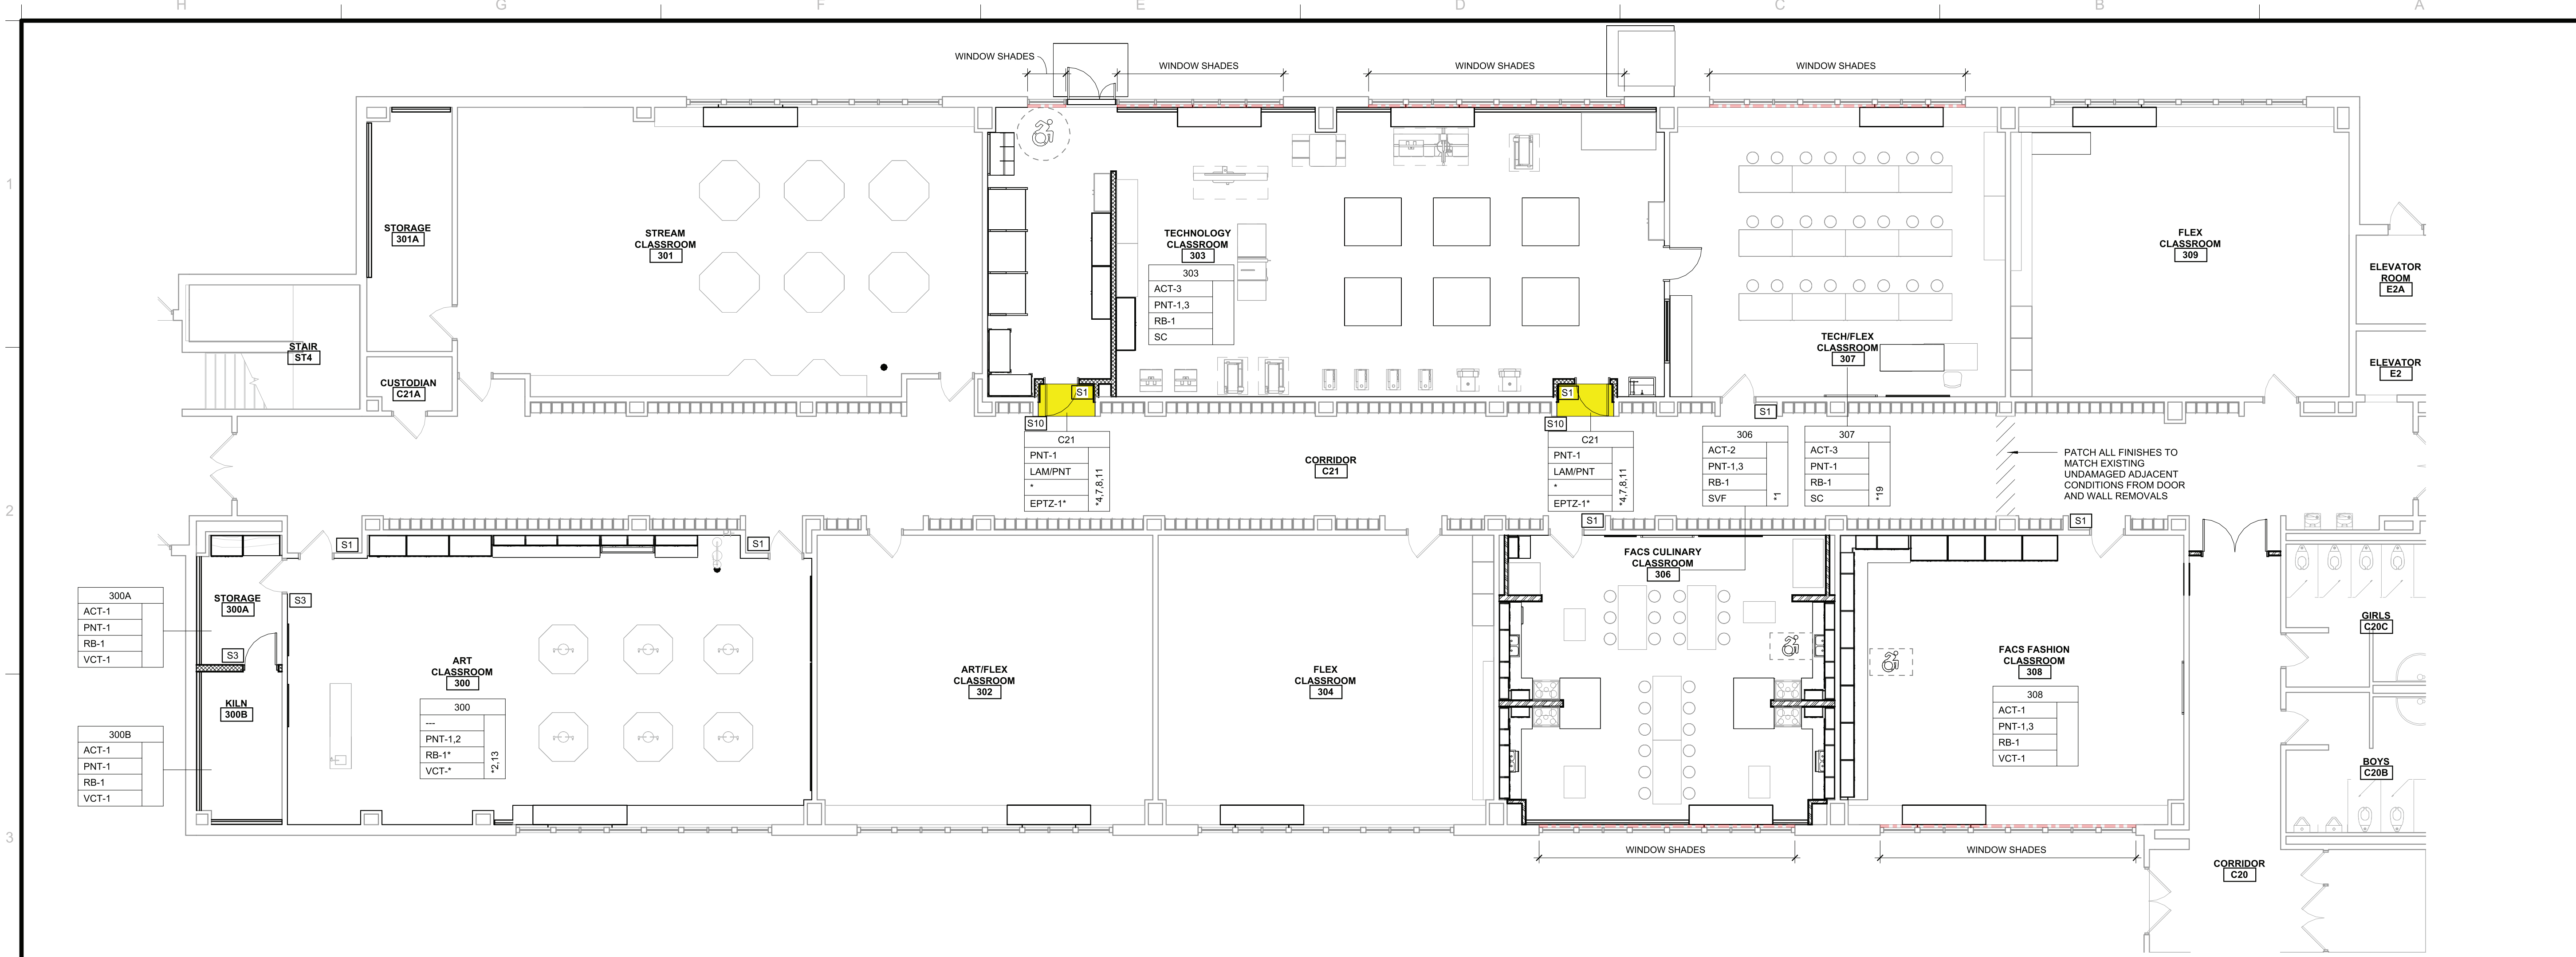 H
G
F
E
D
C
B
A
1
2
3
WINDOW SHADES
WINDOW SHADES
WINDOW SHADES
WINDOW SHADES
STORAGE
301A
STREAM
CLASSROOM
301
TECHNOLOGY
CLASSROOM
303
303
ACT-3
PNT-1,3
RB-1
SC
TECH/FLEX
CLASSROOM
307
FLEX
CLASSROOM
309
ELEVATOR
ROOM
E2A
ELEVATOR
E2
STAIR
ST4
CUSTODIAN
C21A
S1
S10
C21
PNT-1
LAM/PNT
*
EPTZ-1*
*4,7,8,11
CORRIDOR
C21
S1
S10
C21
PNT-1
LAM/PNT
*
EPTZ-1*
*4,7,8,11
S1
306
ACT-2
PNT-1,3
RB-1
SVF
*1
307
ACT-3
PNT-1
RB-1
SC
*19
PATCH ALL FINISHES TO
MATCH EXISTING
UNDAMAGED ADJACENT
CONDITIONS FROM DOOR
AND WALL REMOVALS
S1
S1
S1
S1
300A
ACT-1
PNT-1
RB-1
VCT-1
STORAGE
300A
S3
S3
KILN
300B
300B
ACT-1
PNT-1
RB-1
VCT-1
ART
CLASSROOM
300
300
---
PNT-1,2
RB-1*
VCT-*
*2,13
ART/FLEX
CLASSROOM
302
FLEX
CLASSROOM
304
FACS CULINARY
CLASSROOM
306
FACS FASHION
CLASSROOM
308
308
ACT-1
PNT-1,3
RB-1
VCT-1
GIRLS
C20C
BOYS
C20B
WINDOW SHADES
WINDOW SHADES
CORRIDOR
C20